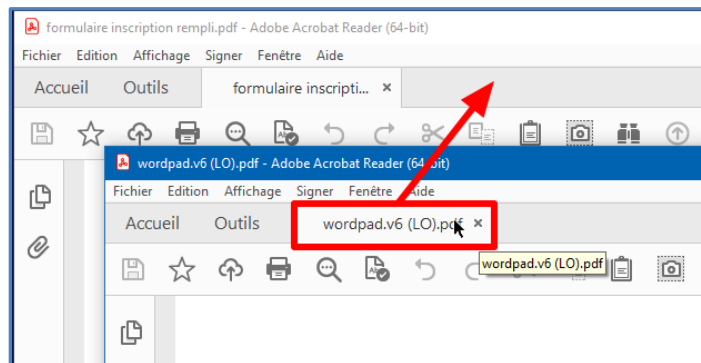 formulaire inscription rempli.pdf - Adobe Acrobat Reader (64-bit)
Fichier Edition Affichage Signer Fenêtre Aide
Accueil Outils formulaire inscripti... ×
wordpad.v6 (LO).pdf - Adobe Acrobat Reader (64-bit)
Fichier Edition Affichage Signer Fenêtre Aide
Accueil Outils wordpad.v6 (LO).pdf ×
wordpad.v6 (LO).pdf